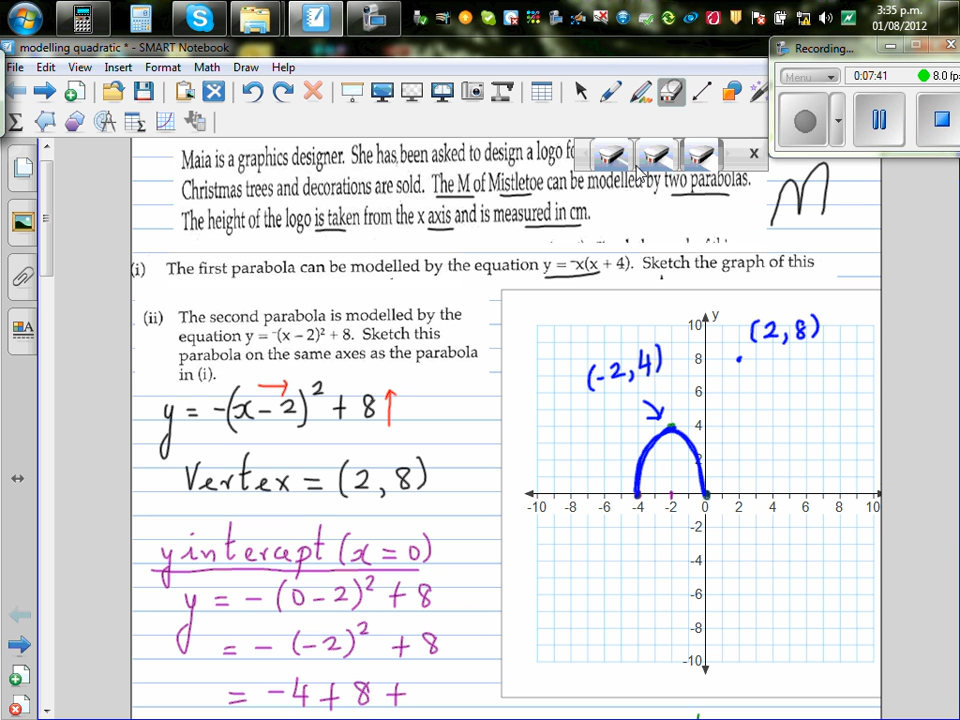 3:35 p.m.
01/08/2012
modelling quadratic * - SMART Notebook
Recording...
File Edit View Insert Format Math Draw Help
Menu
0:07:41
8.0fp
Maia is a graphics designer. She has been asked to design a logo fo
Christmas trees and decorations are sold. The M of Mistletoe can be modelled by two parabolas.
The height of the logo is taken from the x axis and is measured in cm.
M
(i) The first parabola can be modelled by the equation y = ⁻x(x + 4). Sketch the graph of this
(ii) The second parabola is modelled by the
equation y = ⁻(x – 2)² + 8. Sketch this
parabola on the same axes as the parabola
in (i).
y = -(x - 2)² + 8
Vertex = (2, 8)
y intercept (x = 0)
y = - (0 - 2)² + 8
= - (-2)² + 8
= -4 + 8 +
y
(2, 8)
(-2, 4)
10
8
6
4
2
-10 -8 -6 -4 -2 0 2 4 6 8 10
-2
-4
-6
-8
-10